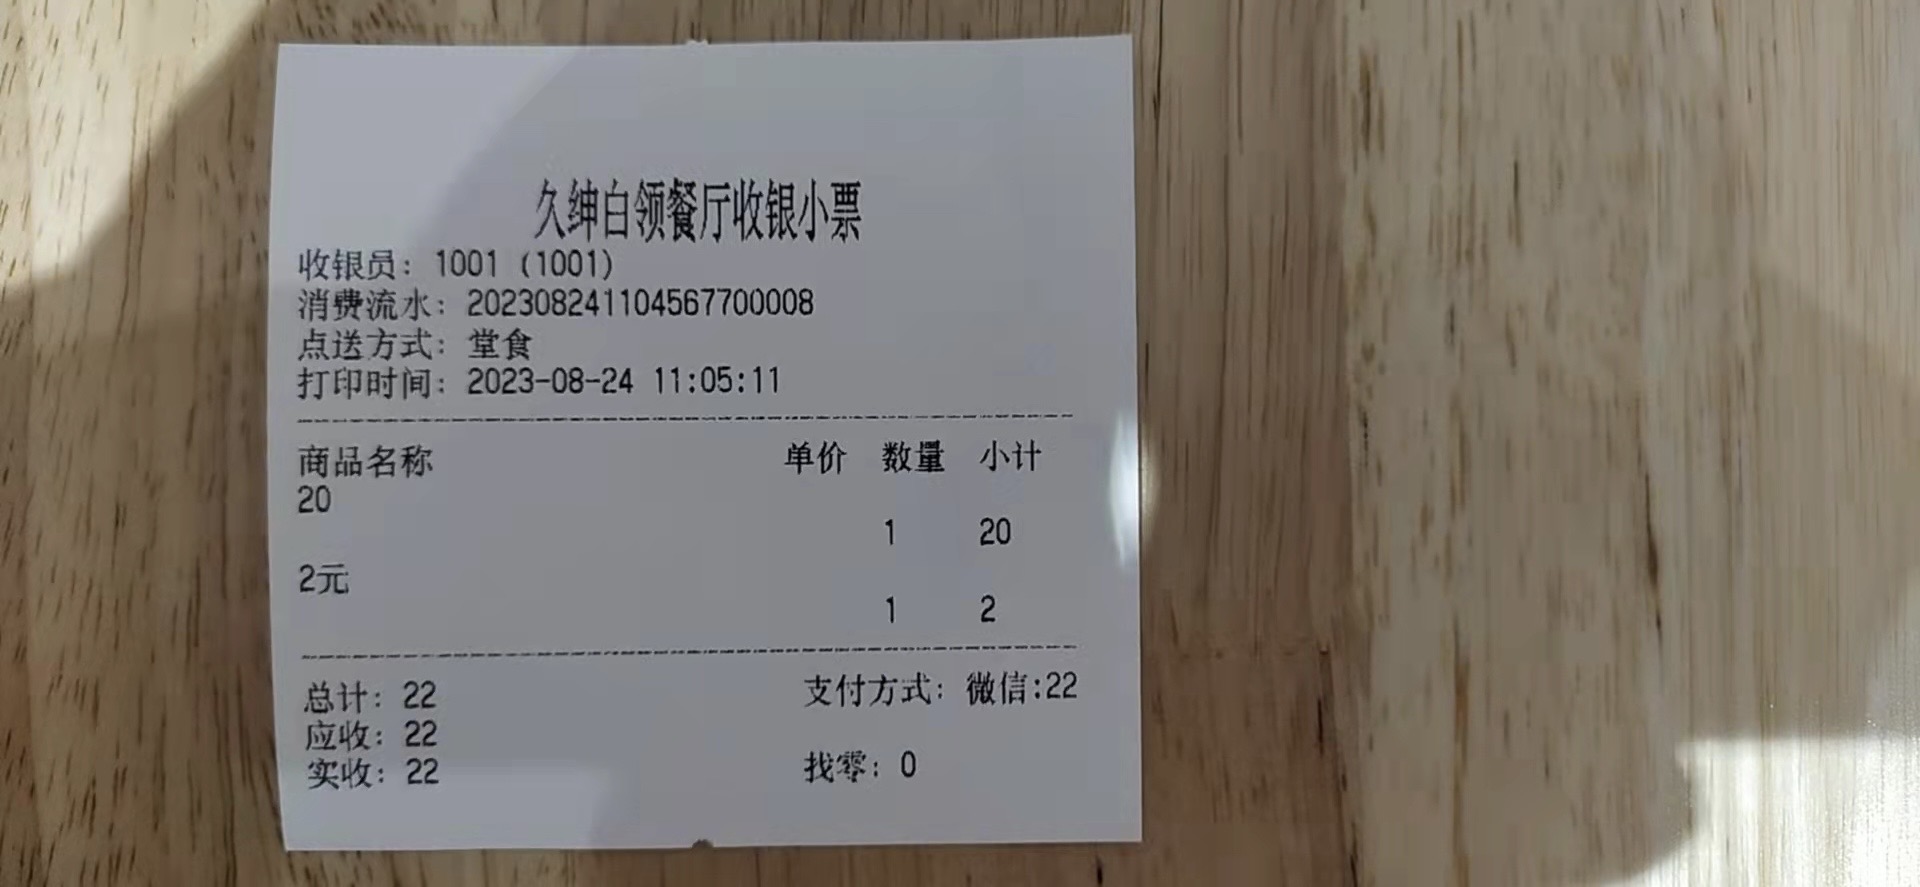 久绅白领餐厅收银小票
收银员: 1001 (1001)
消费流水: 202308241104567700008
点送方式: 堂食
打印时间: 2023-08-24 11:05:11
商品名称 单价 数量 小计
20
1 20
2元
1 2
总计: 22 支付方式: 微信:22
应收: 22
实收: 22 找零: 0